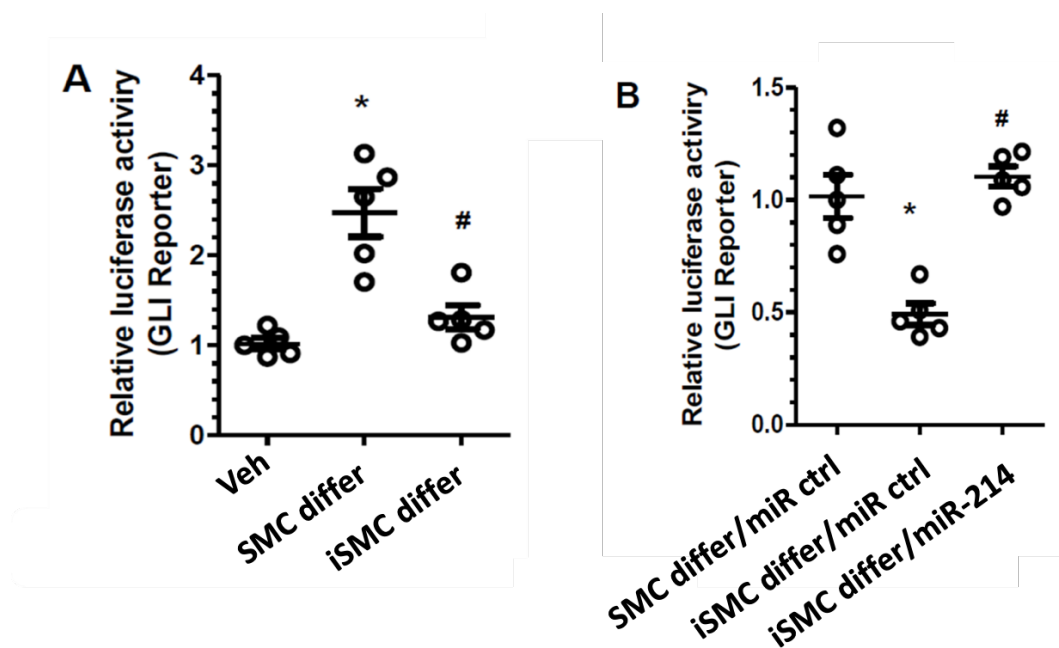 A
Relative luciferase activiry
(GLI Reporter)
4
3
2
1
0
*
#
Veh
SMC differ
iSMC differ
B
Relative luciferase activiry
(GLI Reporter)
1.5
1.0
0.5
0.0
*
#
SMC differ/miR ctrl
iSMC differ/miR ctrl
iSMC differ/miR-214